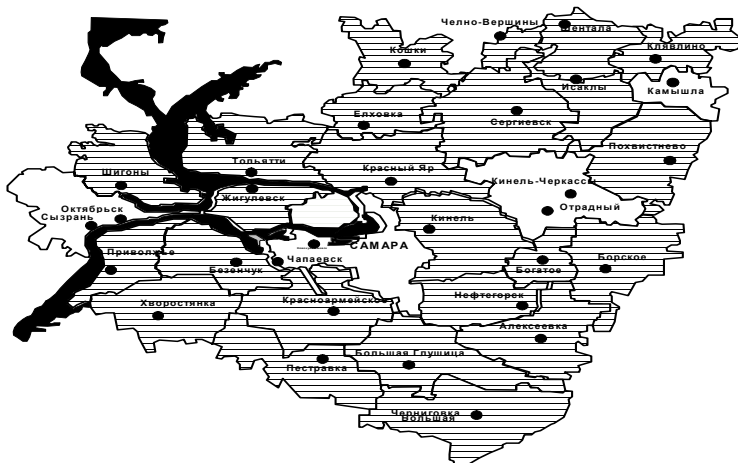 Челно-Вершины
Шентала
Кошки
Клявлино
Исаклы
Камышла
Елховка
Сергиевск
Похвистнево
Тольятти
Шигоны
Красный Яр
Кинель-Черкассы
Жигулевск
Октябрьск
Отрадный
Сызрань
Кинель
САМАРА
Приволжье
Чапаевск
Борское
Безенчук
Богатое
Хворостянка
Красноармейское
Нефтегорск
Алексеевка
Большая Глушица
Пестравка
Черниговка
Большая